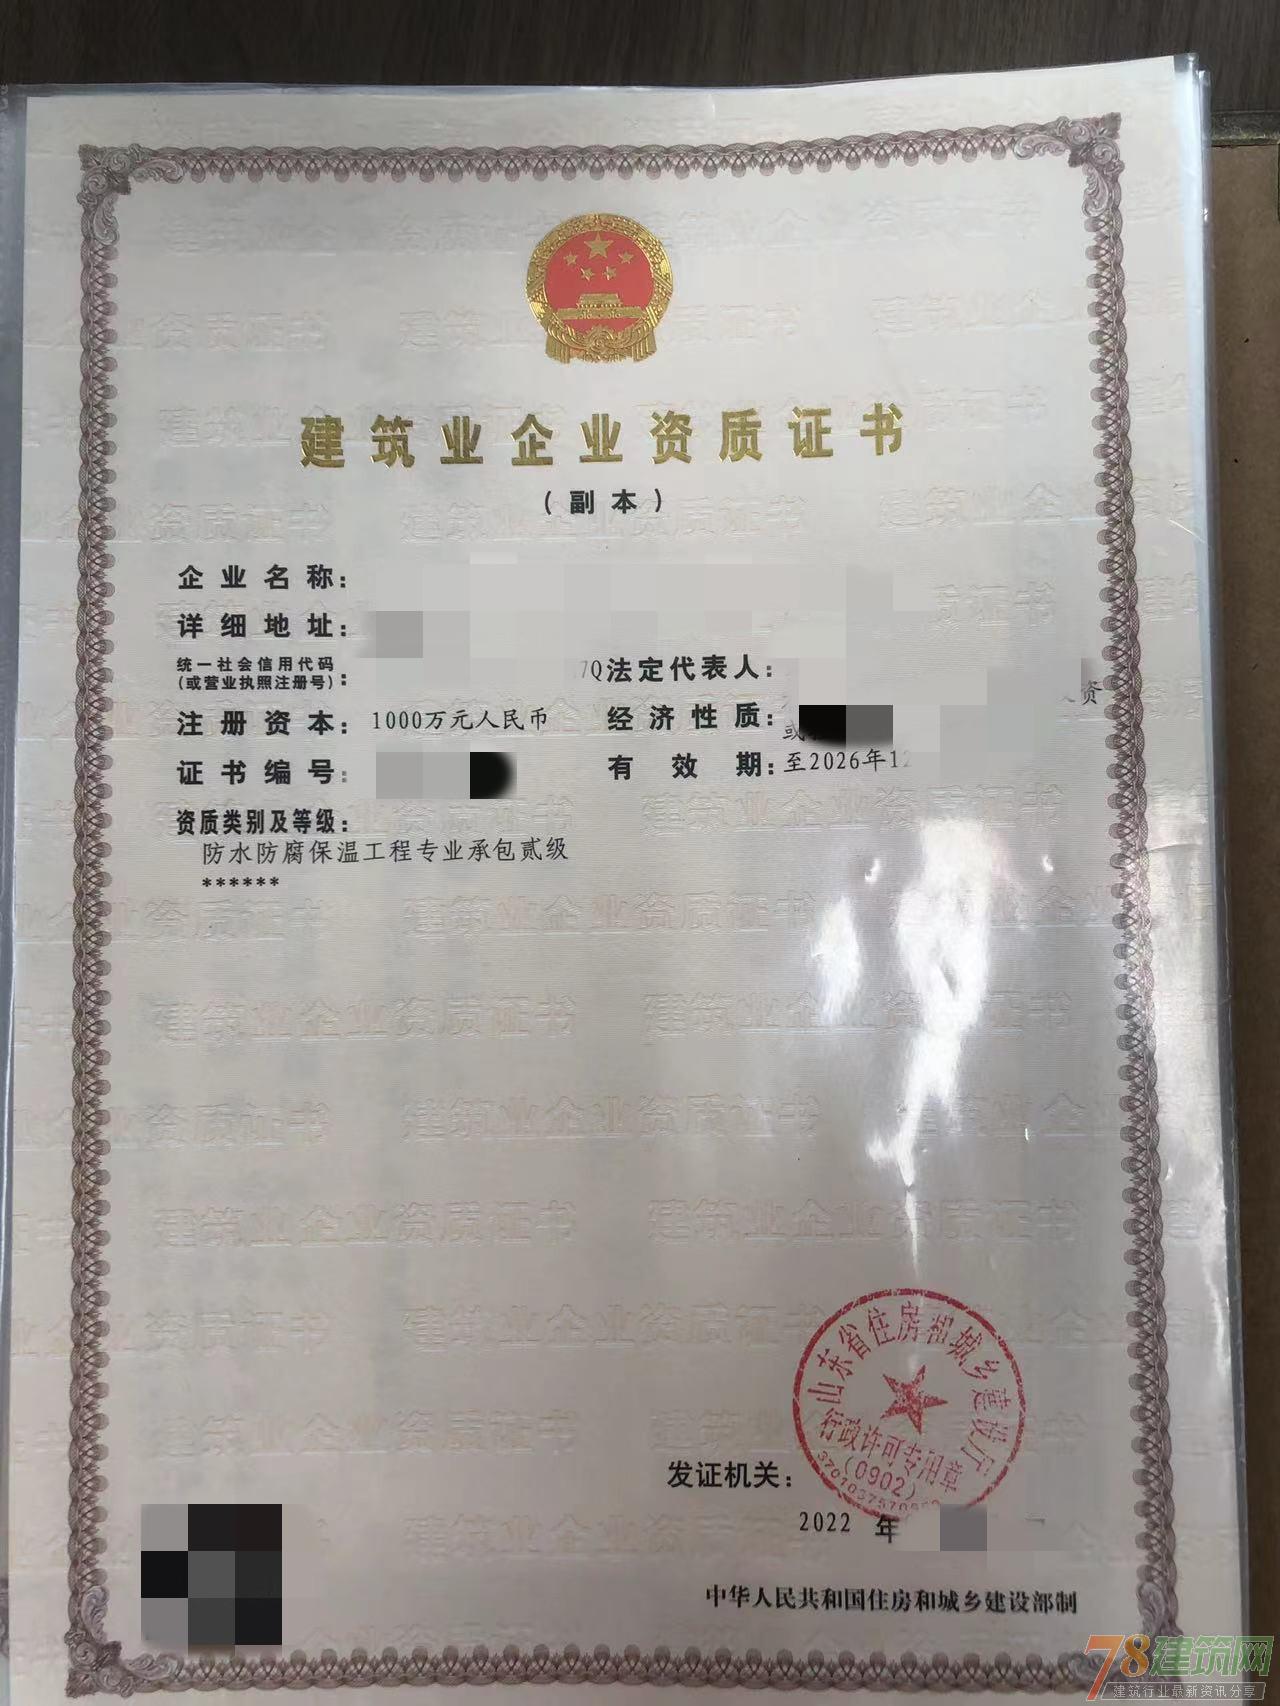 建筑业企业资质证书
（副本）
企业名称：
详细地址：
统一社会信用代码
(或营业执照注册号)：
7Q
法定代表人：
注册资本：1000万元人民币
经济性质：
资
或
证书编号：
有效期：至2026年12
资质类别及等级：
防水防腐保温工程专业承包贰级
******
山东省住房和城乡建设厅
行政许可专用章
(0902)
发证机关：
2022 年
中华人民共和国住房和城乡建设部制
78建筑网
建筑行业最新资讯分享